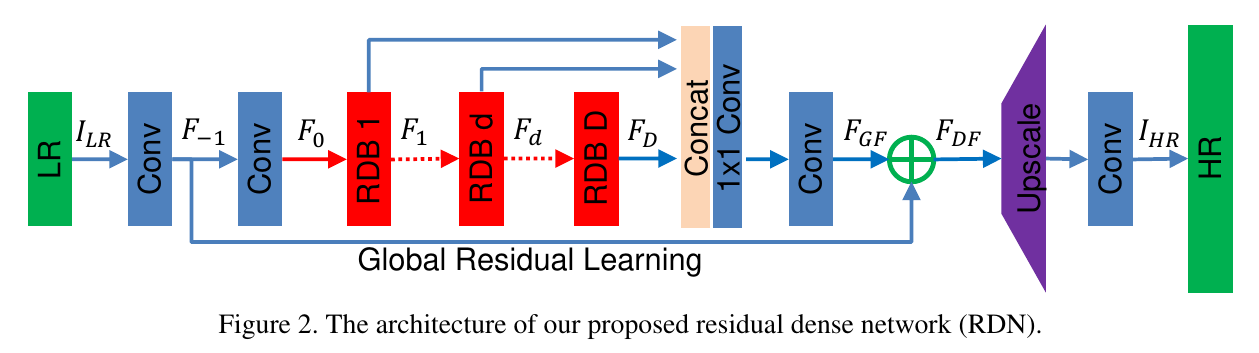 LR
I_{LR}
Conv
F_{-1}
Conv
F_0
RDB 1
F_1
RDB d
F_d
RDB D
F_D
Concat
1x1 Conv
Conv
F_{GF}
F_{DF}
Upscale
Conv
I_{HR}
HR
Global Residual Learning
Figure 2. The architecture of our proposed residual dense network (RDN).